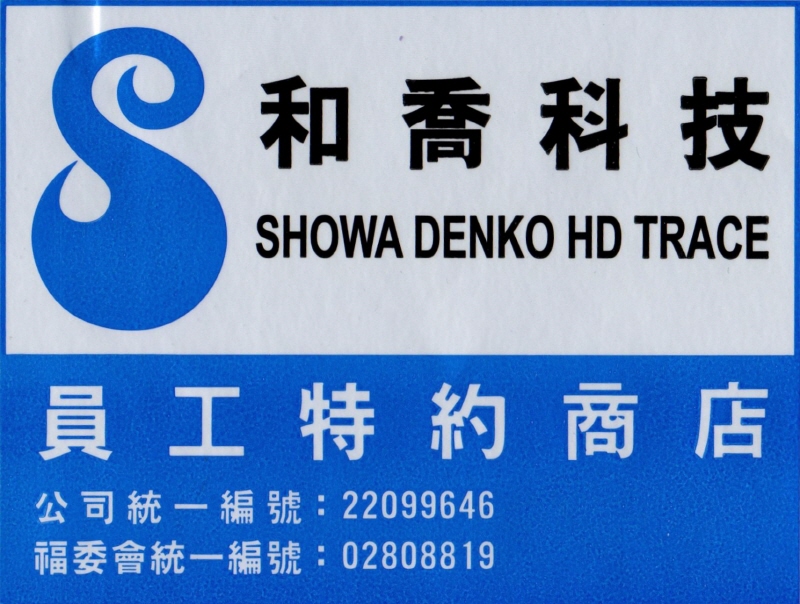 和喬科技
SHOWA DENKO HD TRACE
員工特約商店
公司統一編號：22099646
福委會統一編號：02808819